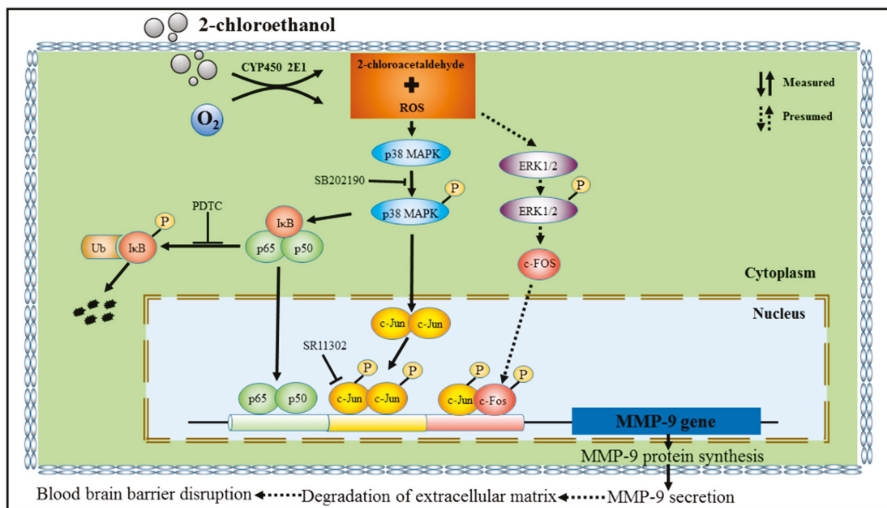 2-chloroethanol
CYP450 2E1
O2
2-chloroacetaldehyde
ROS
Measured
Presumed
p38 MAPK
SB202190
P
p38 MAPK
ERK1/2
P
ERK1/2
PDTC
P
Ub
IκB
IκB
p65
p50
c-FOS
Cytoplasm
Nucleus
c-Jun
c-Jun
SR11302
p65
p50
P
P
c-Jun
c-Jun
P
P
c-Jun
c-Fos
MMP-9 gene
MMP-9 protein synthesis
Blood brain barrier disruption
Degradation of extracellular matrix
MMP-9 secretion